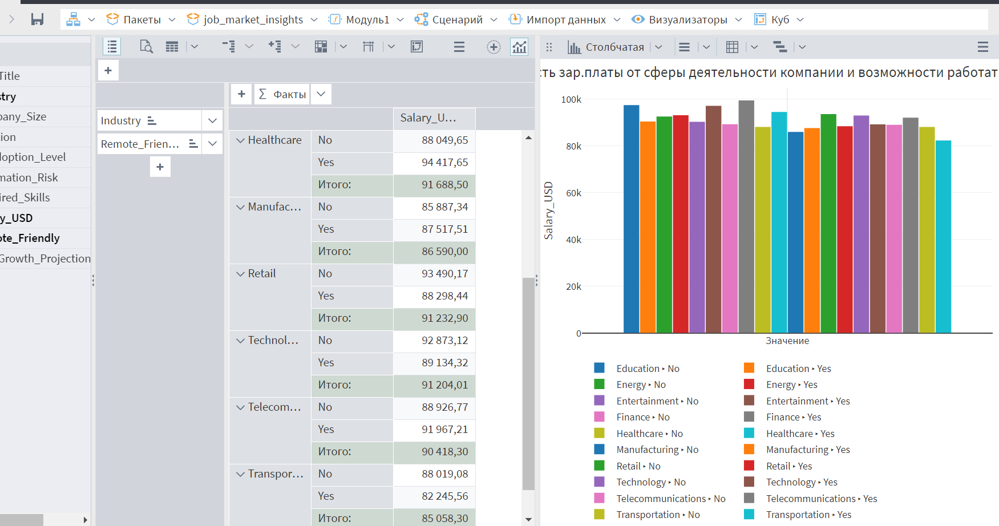 Пакеты job_market_insights Модуль1 Сценарий Импорт данных Визуализаторы Куб
Столбчатая
Title
stry
pany_Size
ion
doption_Level
mation_Risk
ired_Skills
y_USD
ote_Friendly
Growth_Projection
+
+ Σ Факты
Industry
Remote_Frien...
+
Salary_U...
Healthcare No 88 049,65
Yes 94 417,65
Итого: 91 688,50
Manufac... No 85 887,34
Yes 87 517,51
Итого: 86 590,00
Retail No 93 490,17
Yes 88 298,44
Итого: 91 232,90
Technol... No 92 873,12
Yes 89 134,32
Итого: 91 204,01
Telecom... No 88 926,77
Yes 91 967,21
Итого: 90 418,30
Transpor... No 88 019,08
Yes 82 245,56
Итого: 85 058,30
сть зар.платы от сферы деятельности компании и возможности работат
Salary_USD
100k
80k
60k
40k
20k
0
Значение
Education ‣ No Education ‣ Yes
Energy ‣ No Energy ‣ Yes
Entertainment ‣ No Entertainment ‣ Yes
Finance ‣ No Finance ‣ Yes
Healthcare ‣ No Healthcare ‣ Yes
Manufacturing ‣ No Manufacturing ‣ Yes
Retail ‣ No Retail ‣ Yes
Technology ‣ No Technology ‣ Yes
Telecommunications ‣ No Telecommunications ‣ Yes
Transportation ‣ No Transportation ‣ Yes